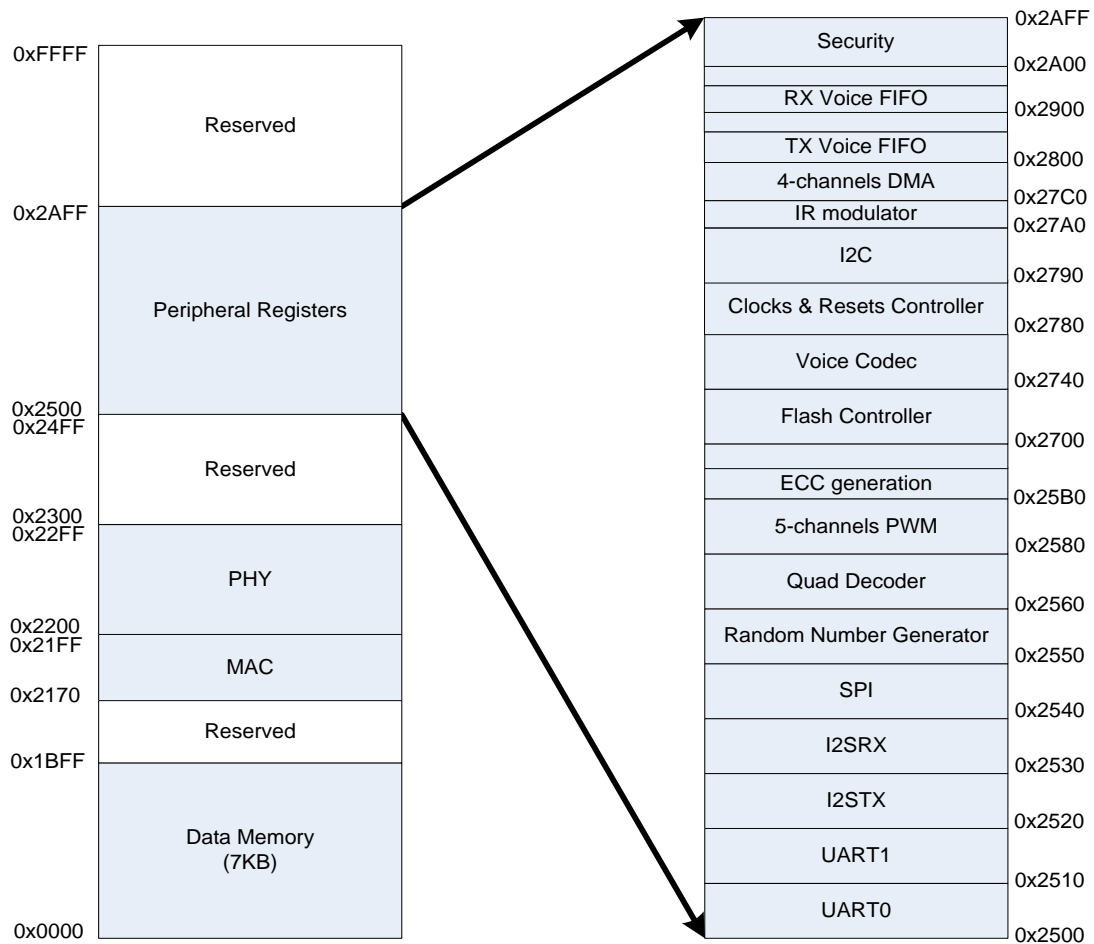 0xFFFF
Reserved
0x2AFF
Peripheral Registers
0x2500
0x24FF
Reserved
0x2300
0x22FF
PHY
0x2200
0x21FF
MAC
0x2170
Reserved
0x1BFF
Data Memory
(7KB)
0x0000
0x2AFF
Security
0x2A00
RX Voice FIFO
0x2900
TX Voice FIFO
0x2800
4-channels DMA
0x27C0
IR modulator
0x27A0
I2C
0x2790
Clocks & Resets Controller
0x2780
Voice Codec
0x2740
Flash Controller
0x2700
ECC generation
0x25B0
5-channels PWM
0x2580
Quad Decoder
0x2560
Random Number Generator
0x2550
SPI
0x2540
I2SRX
0x2530
I2STX
0x2520
UART1
0x2510
UART0
0x2500